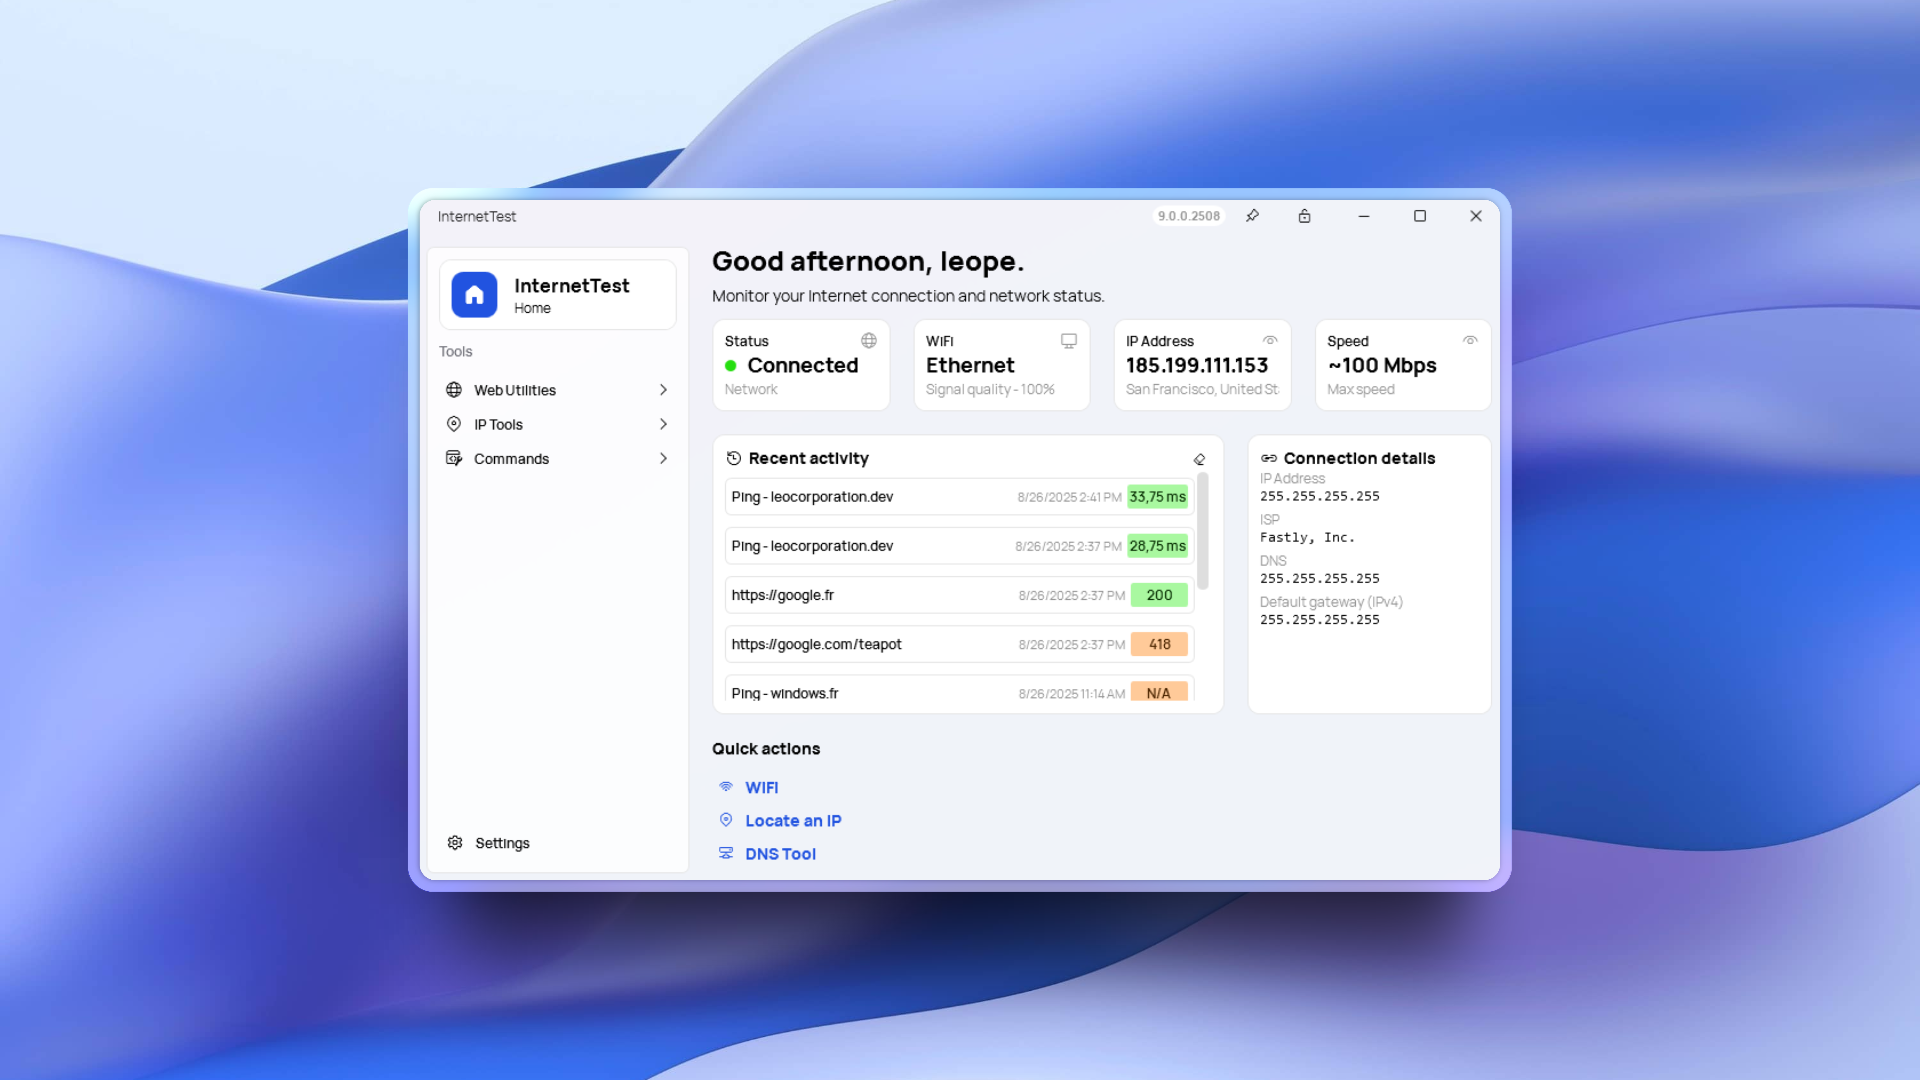 InternetTest
9.0.0.2508
InternetTest
Home
Tools
Web Utilities
IP Tools
Commands
Settings
Good afternoon, leope.
Monitor your Internet connection and network status.
Status
Connected
Network
WiFi
Ethernet
Signal quality - 100%
IP Address
185.199.111.153
San Francisco, United St
Speed
~100 Mbps
Max speed
Recent activity
Ping - leocorporation.dev 8/26/2025 2:41 PM 33,75 ms
Ping - leocorporation.dev 8/26/2025 2:37 PM 28,75 ms
https://google.fr 8/26/2025 2:37 PM 200
https://google.com/teapot 8/26/2025 2:37 PM 418
Ping - windows.fr 8/26/2025 11:14 AM N/A
Connection details
IP Address
255.255.255.255
ISP
Fastly, Inc.
DNS
255.255.255.255
Default gateway (IPv4)
255.255.255.255
Quick actions
WiFi
Locate an IP
DNS Tool